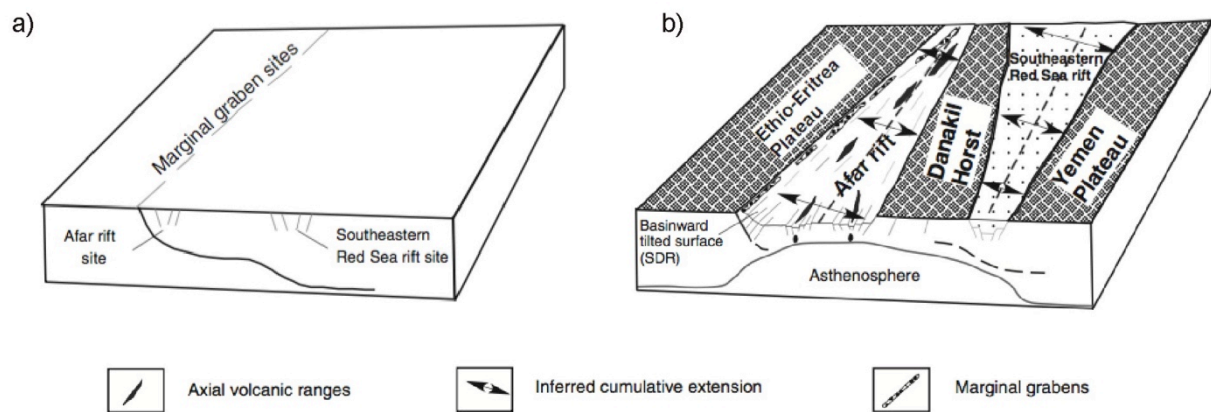 a)
Marginal graben sites
Afar rift
site
Southeastern
Red Sea rift site
b)
Ethio-Eritrea
Plateau
Afar rift
Danakil
Horst
Southeastern
Red Sea rift
Yemen
Plateau
Basinward
tilted surface
(SDR)
Asthenosphere
Axial volcanic ranges
Inferred cumulative extension
Marginal grabens